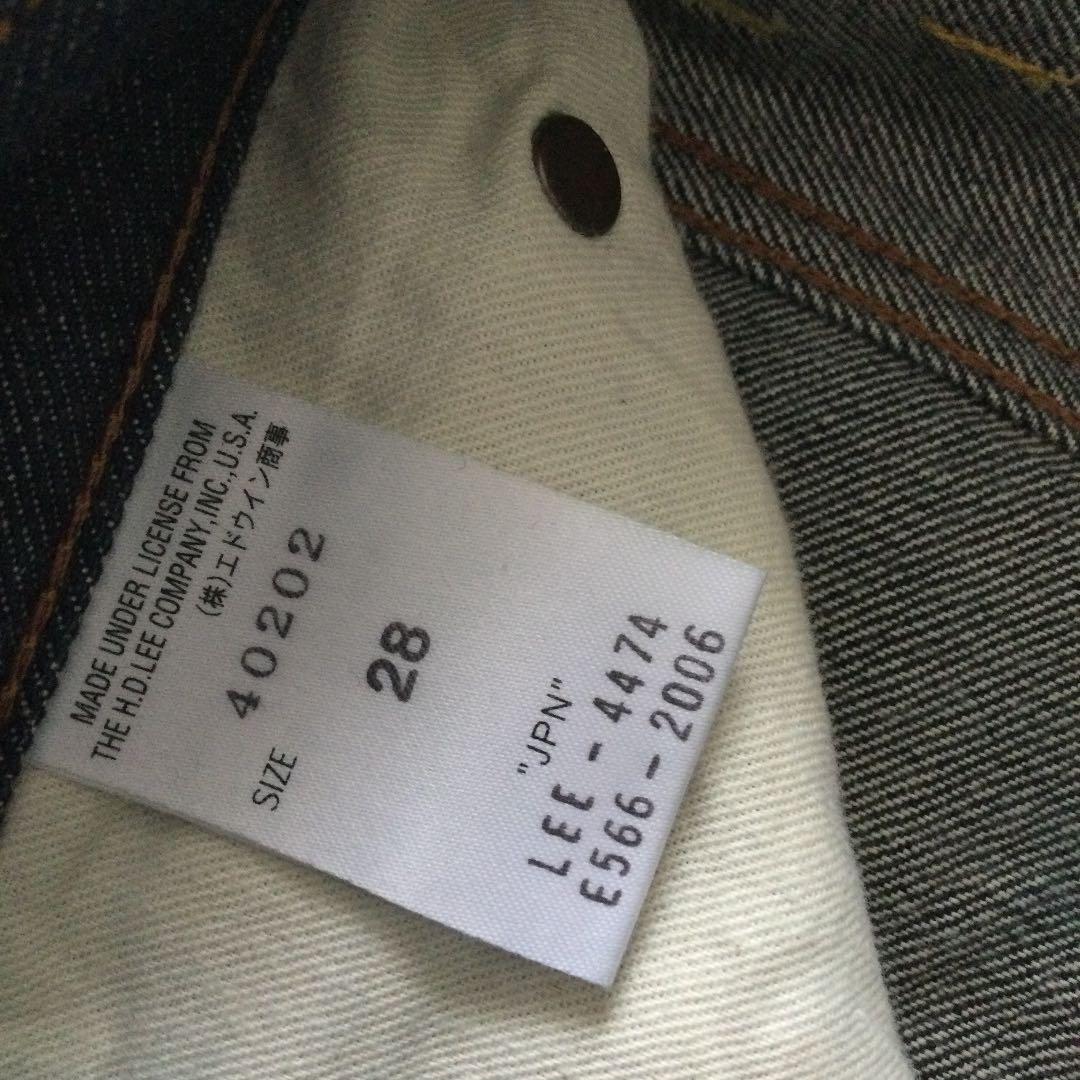 MADE UNDER LICENSE FROM
THE H.D.LEE COMPANY,INC.,U.S.A.
(株)エドウイン商事
40202
SIZE 28
"JPN"
LEE-4474
E566-2006